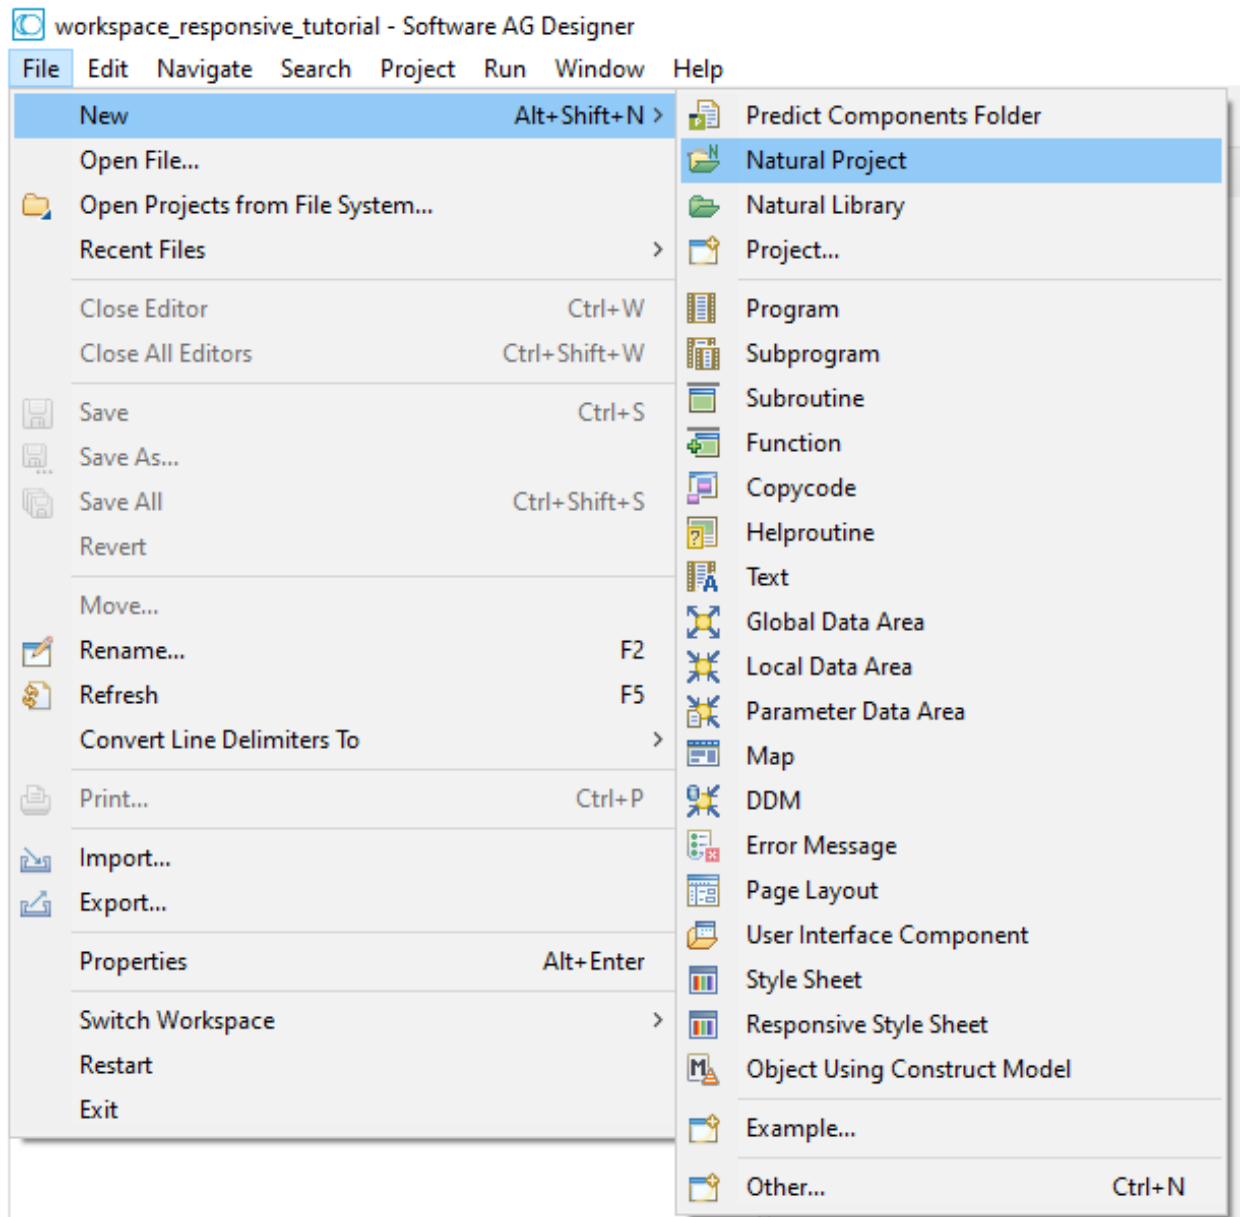 workspace_responsive_tutorial - Software AG Designer
File Edit Navigate Search Project Run Window Help
New Alt+Shift+N >
Open File...
Open Projects from File System...
Recent Files >
Close Editor Ctrl+W
Close All Editors Ctrl+Shift+W
Save Ctrl+S
Save As...
Save All Ctrl+Shift+S
Revert
Move...
Rename... F2
Refresh F5
Convert Line Delimiters To >
Print... Ctrl+P
Import...
Export...
Properties Alt+Enter
Switch Workspace >
Restart
Exit
Predict Components Folder
Natural Project
Natural Library
Project...
Program
Subprogram
Subroutine
Function
Copycode
Helproutine
Text
Global Data Area
Local Data Area
Parameter Data Area
Map
DDM
Error Message
Page Layout
User Interface Component
Style Sheet
Responsive Style Sheet
Object Using Construct Model
Example...
Other... Ctrl+N